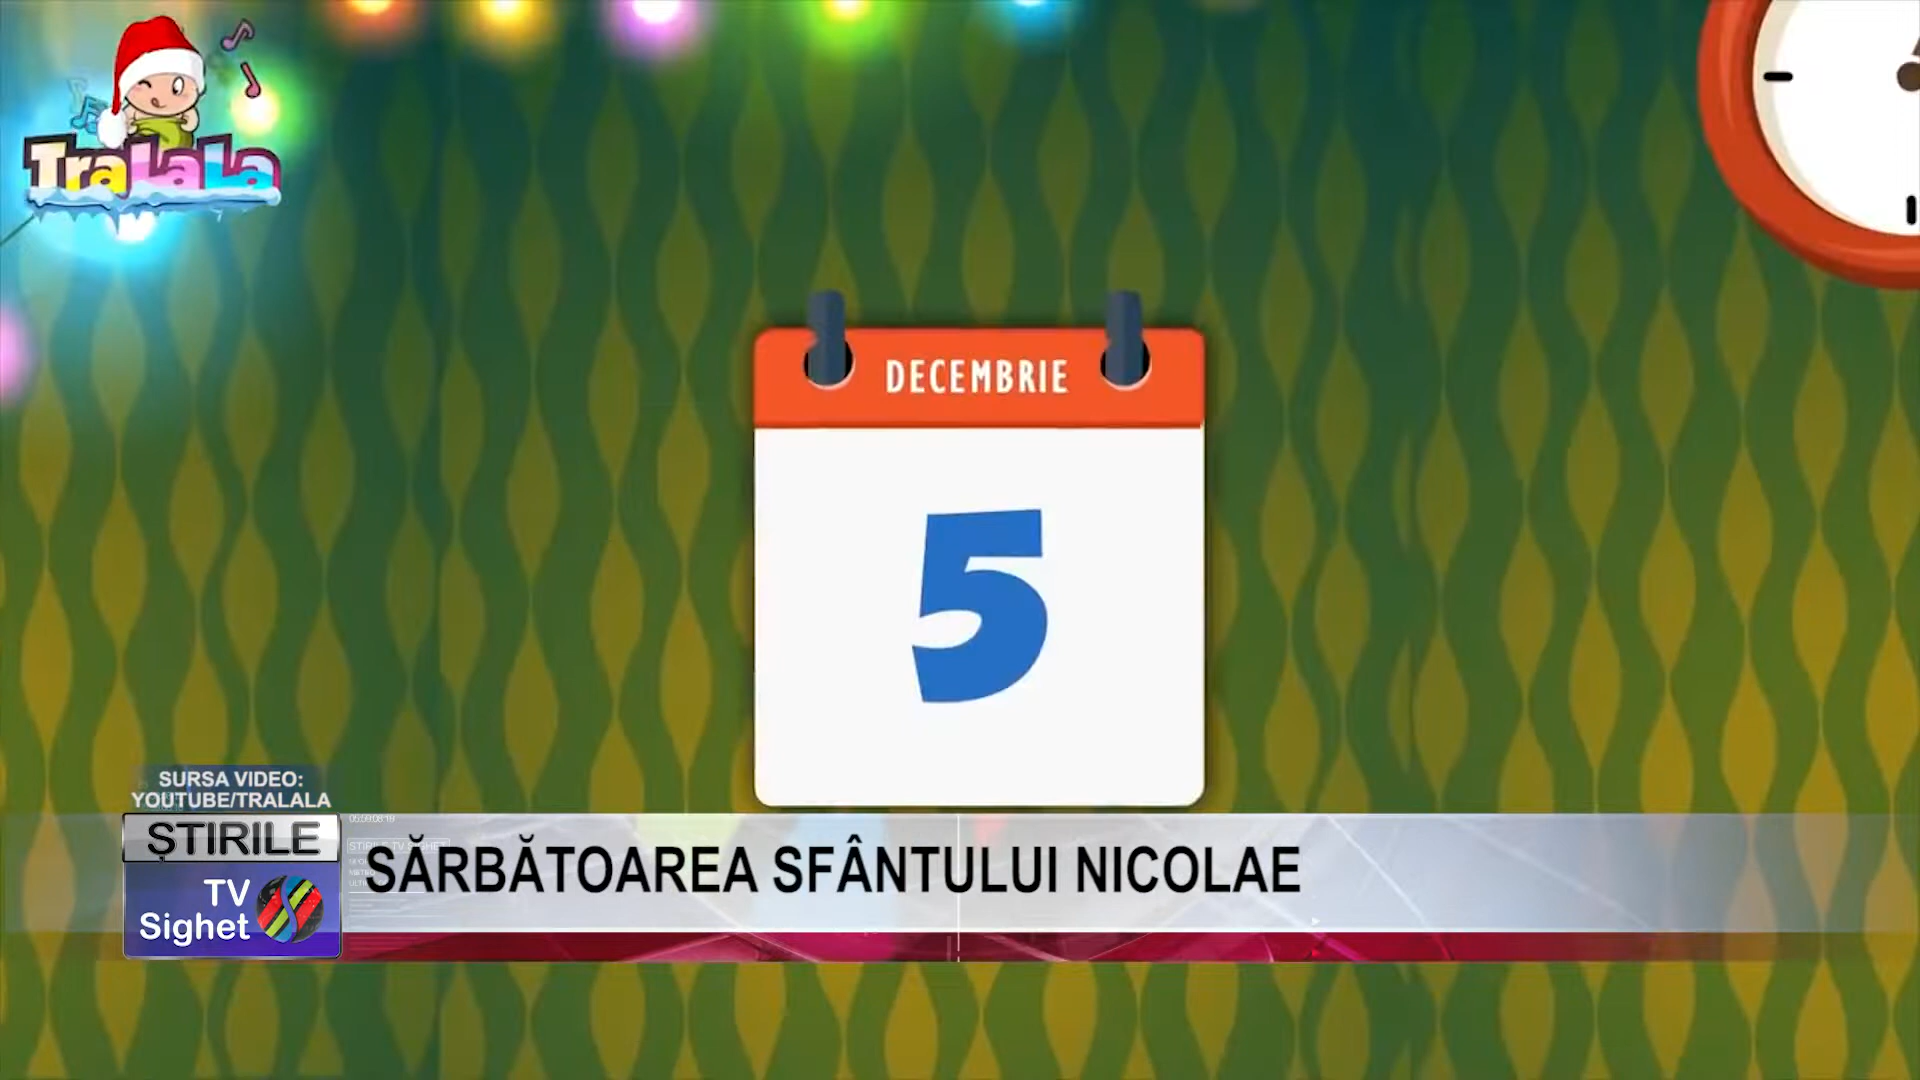 TraLaLa
DECEMBRIE
5
SURSA VIDEO:
YOUTUBE/TRALALA
ȘTIRILE
TV
Sighet
SĂRBĂTOAREA SFÂNTULUI NICOLAE